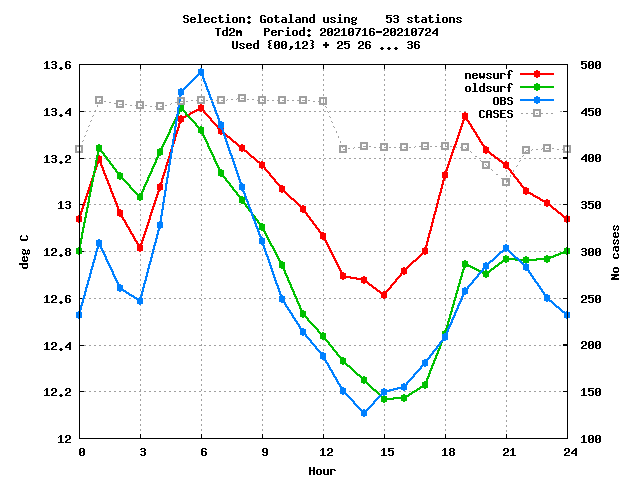 Selection: Gotaland using    53 stations
Td2m   Period: 20210716-20210724
Used {00,12} + 25 26 ... 36
newsurf
oldsurf
OBS
CASES
13,6
13,4
13,2
13
12,8
12,6
12,4
12,2
12
deg C
500
450
400
350
300
250
200
150
100
No cases
0 3 6 9 12 15 18 21 24
Hour